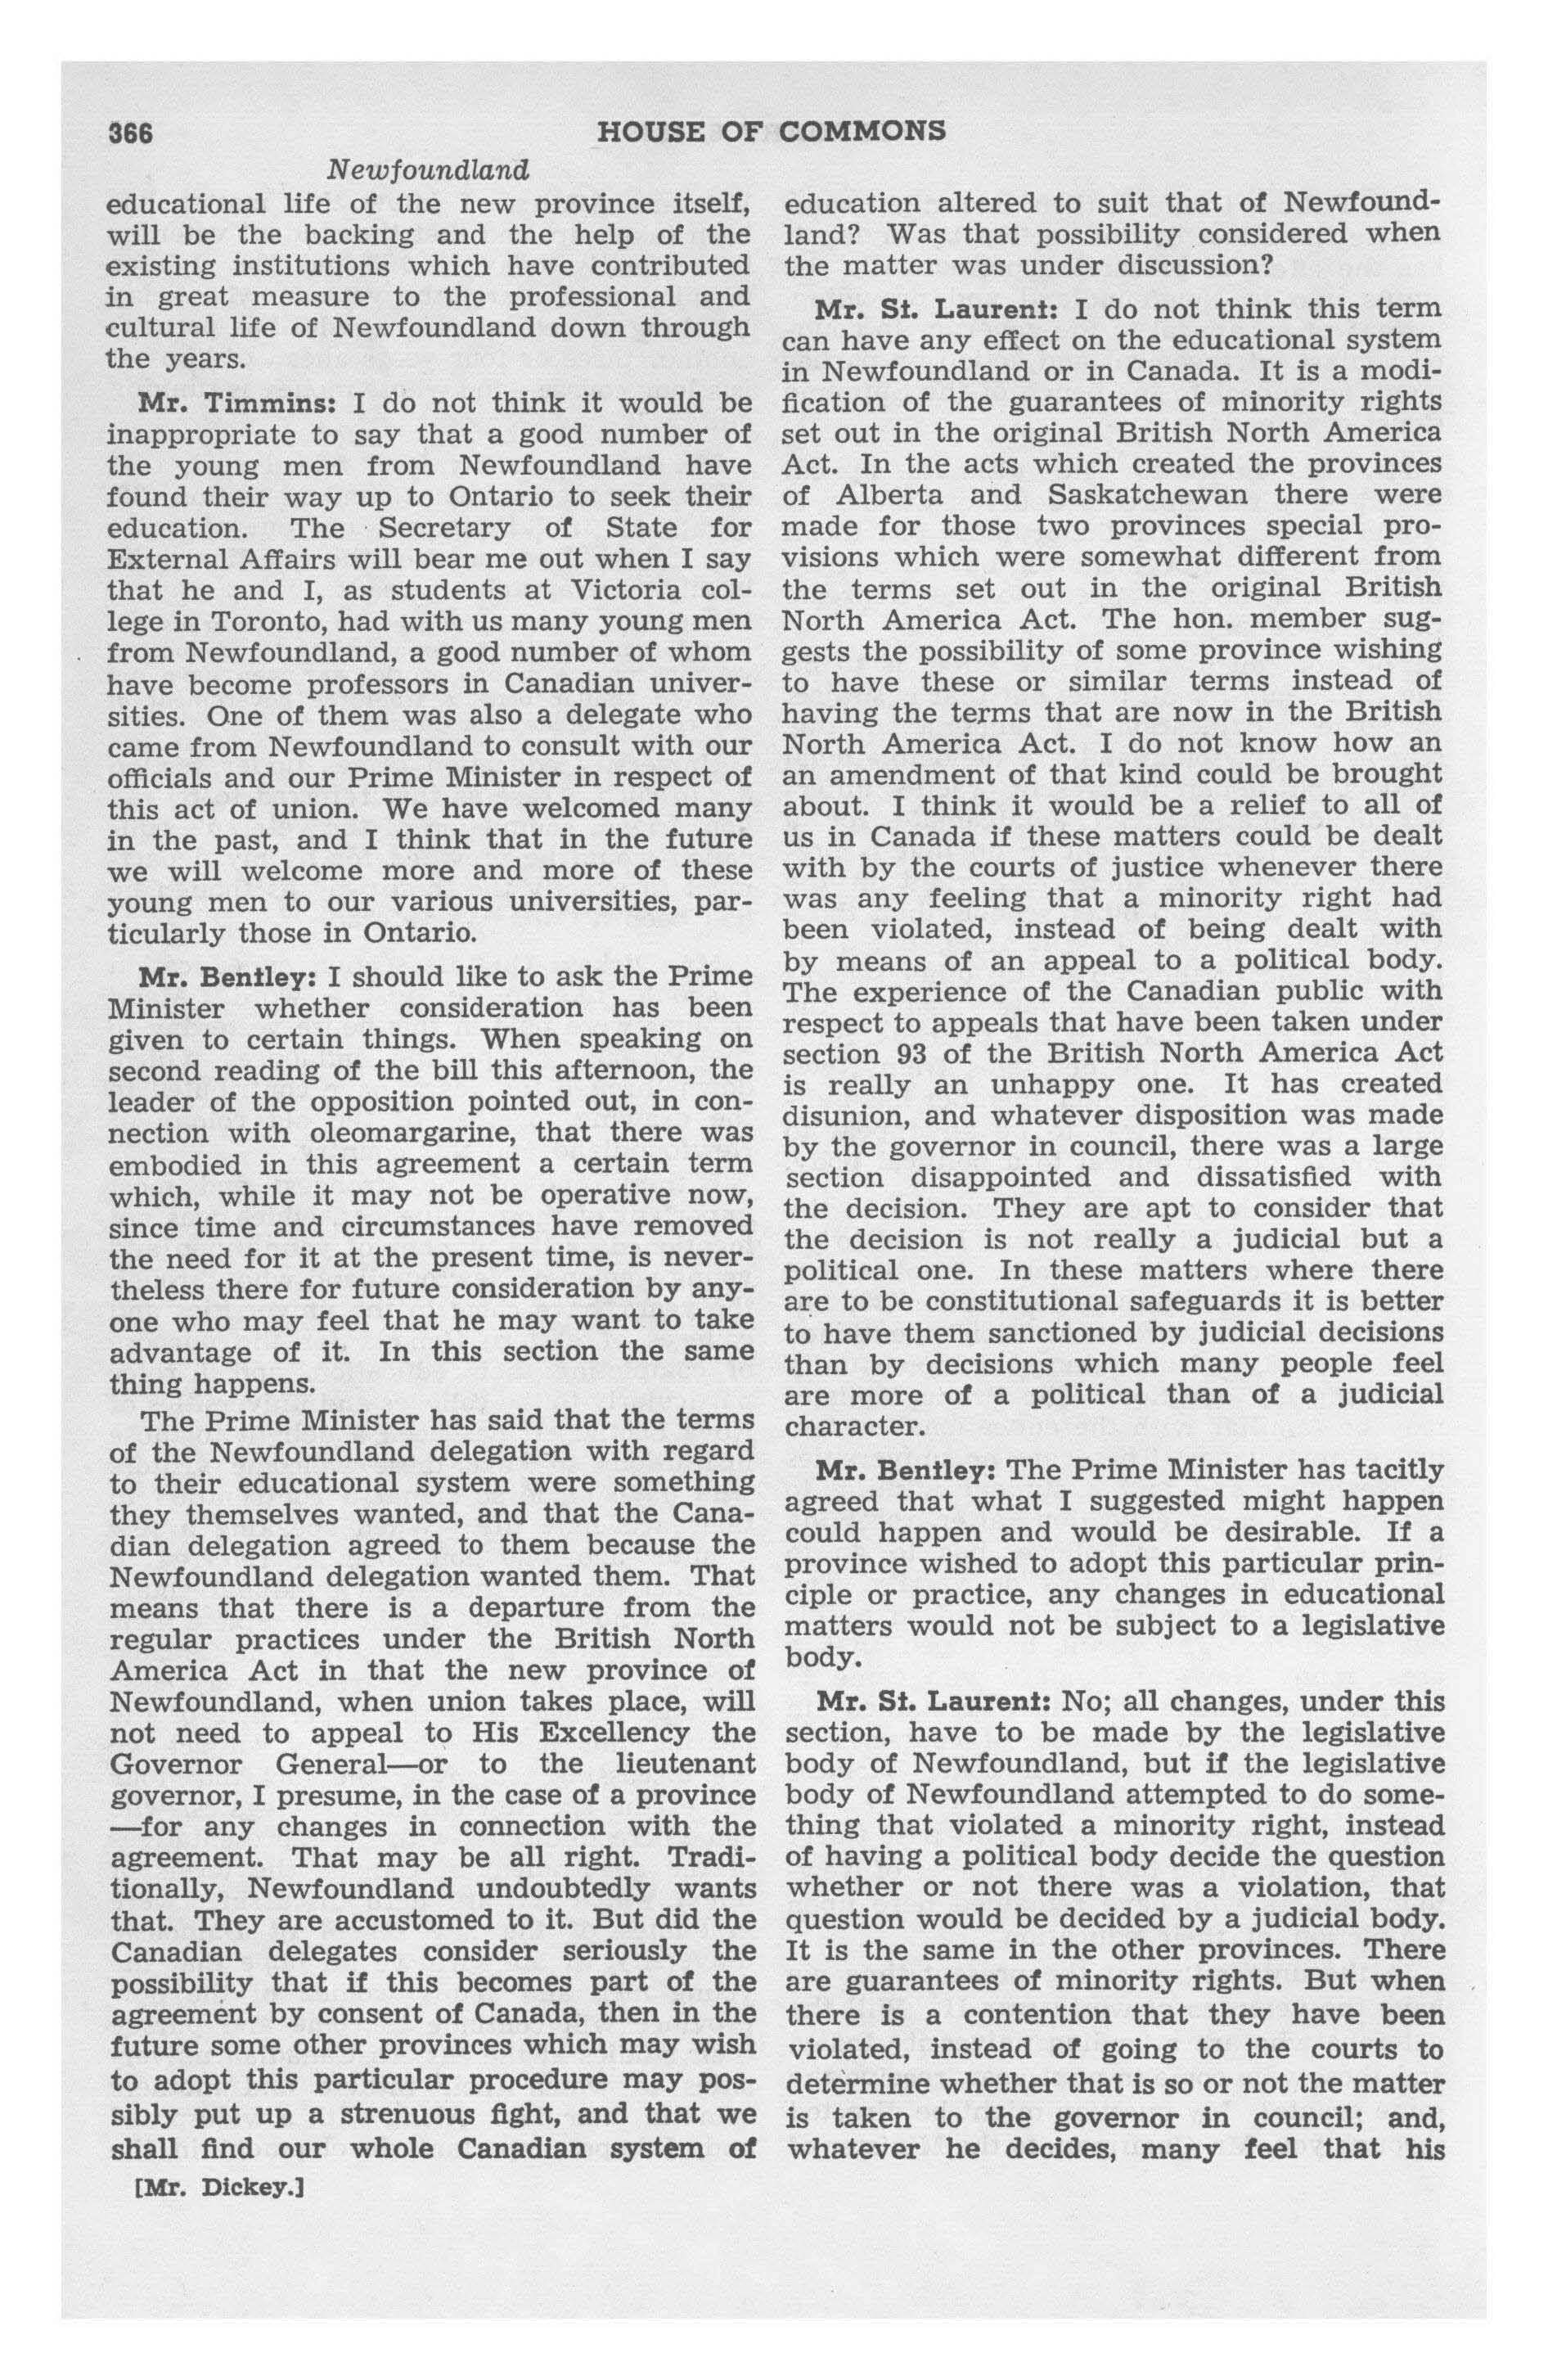 366
HOUSE OF COMMONS
Newfoundland
educational life of the new province itself,
will be the backing and the help of the
existing institutions which have contributed
in great measure to the professional and
cultural life of Newfoundland down through
the years.
Mr. Timmins: I do not think it would be
inappropriate to say that a good number of
the young men from Newfoundland have
found their way up to Ontario to seek their
education. The Secretary of State for
External Affairs will bear me out when I say
that he and I, as students at Victoria col-
lege in Toronto, had with us many young men
from Newfoundland, a good number of whom
have become professors in Canadian univer-
sities. One of them was also a delegate who
came from Newfoundland to consult with our
officials and our Prime Minister in respect of
this act of union. We have welcomed many
in the past, and I think that in the future
we will welcome more and more of these
young men to our various universities, par-
ticularly those in Ontario.
Mr. Bentley: I should like to ask the Prime
Minister whether consideration has been
given to certain things. When speaking on
second reading of the bill this afternoon, the
leader of the opposition pointed out, in con-
nection with oleomargarine, that there was
embodied in this agreement a certain term
which, while it may not be operative now,
since time and circumstances have removed
the need for it at the present time, is never-
theless there for future consideration by any-
one who may feel that he may want to take
advantage of it. In this section the same
thing happens.
The Prime Minister has said that the terms
of the Newfoundland delegation with regard
to their educational system were something
they themselves wanted, and that the Cana-
dian delegation agreed to them because the
Newfoundland delegation wanted them. That
means that there is a departure from the
regular practices under the British North
America Act in that the new province of
Newfoundland, when union takes place, will
not need to appeal to His Excellency the
Governor General—or to the lieutenant
governor, I presume, in the case of a province
—for any changes in connection with the
agreement. That may be all right. Tradi-
tionally, Newfoundland undoubtedly wants
that. They are accustomed to it. But did the
Canadian delegates consider seriously the
possibility that if this becomes part of the
agreement by consent of Canada, then in the
future some other provinces which may wish
to adopt this particular procedure may pos-
sibly put up a strenuous fight, and that we
shall find our whole Canadian system of
[Mr. Dickey.]
education altered to suit that of Newfound-
land? Was that possibility considered when
the matter was under discussion?
Mr. St. Laurent: I do not think this term
can have any effect on the educational system
in Newfoundland or in Canada. It is a modi-
fication of the guarantees of minority rights
set out in the original British North America
Act. In the acts which created the provinces
of Alberta and Saskatchewan there were
made for those two provinces special pro-
visions which were somewhat different from
the terms set out in the original British
North America Act. The hon. member sug-
gests the possibility of some province wishing
to have these or similar terms instead of
having the terms that are now in the British
North America Act. I do not know how an
an amendment of that kind could be brought
about. I think it would be a relief to all of
us in Canada if these matters could be dealt
with by the courts of justice whenever there
was any feeling that a minority right had
been violated, instead of being dealt with
by means of an appeal to a political body.
The experience of the Canadian public with
respect to appeals that have been taken under
section 93 of the British North America Act
is really an unhappy one. It has created
disunion, and whatever disposition was made
by the governor in council, there was a large
section disappointed and dissatisfied with
the decision. They are apt to consider that
the decision is not really a judicial but a
political one. In these matters where there
are to be constitutional safeguards it is better
to have them sanctioned by judicial decisions
than by decisions which many people feel
are more of a political than of a judicial
character.
Mr. Bentley: The Prime Minister has tacitly
agreed that what I suggested might happen
could happen and would be desirable. If a
province wished to adopt this particular prin-
ciple or practice, any changes in educational
matters would not be subject to a legislative
body.
Mr. St. Laurent: No; all changes, under this
section, have to be made by the legislative
body of Newfoundland, but if the legislative
body of Newfoundland attempted to do some-
thing that violated a minority right, instead
of having a political body decide the question
whether or not there was a violation, that
question would be decided by a judicial body.
It is the same in the other provinces. There
are guarantees of minority rights. But when
there is a contention that they have been
violated, instead of going to the courts to
determine whether that is so or not the matter
is taken to the governor in council; and,
whatever he decides, many feel that his